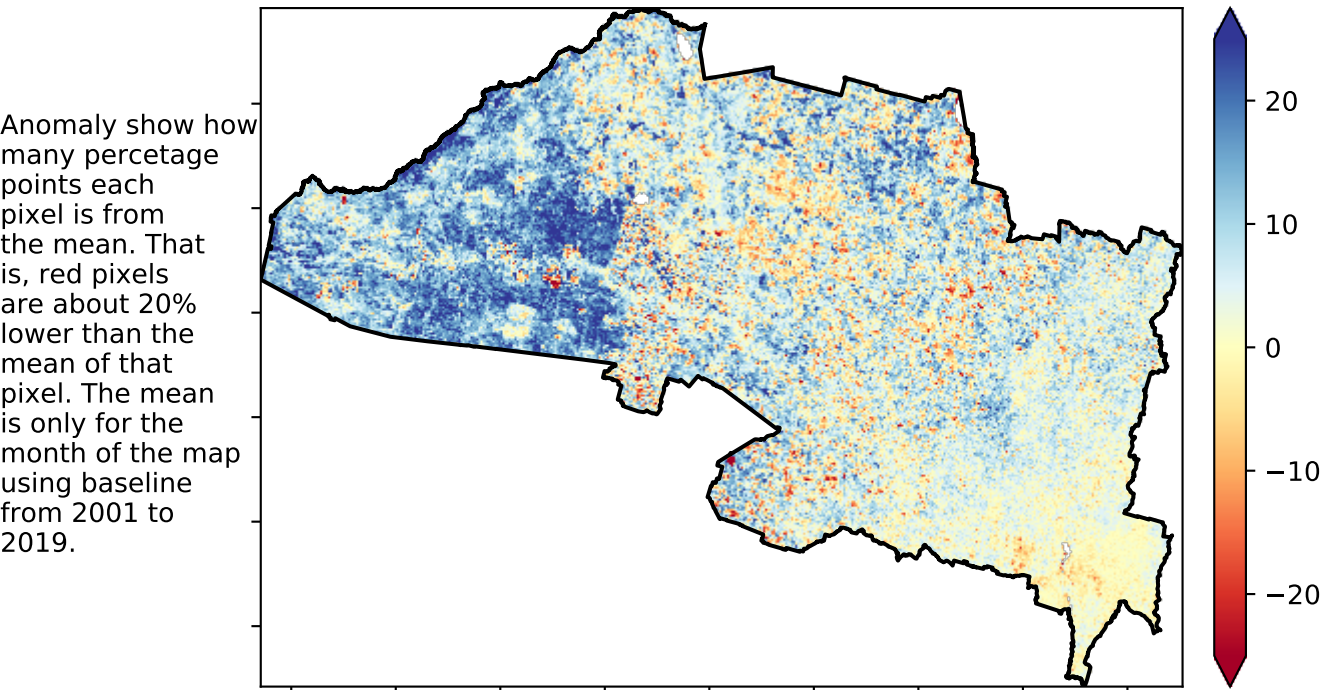 Anomaly show how
many percetage
points each
pixel is from
the mean. That
is, red pixels
are about 20%
lower than the
mean of that
pixel. The mean
is only for the
month of the map
using baseline
from 2001 to
2019.
20
10
0
−10
−20